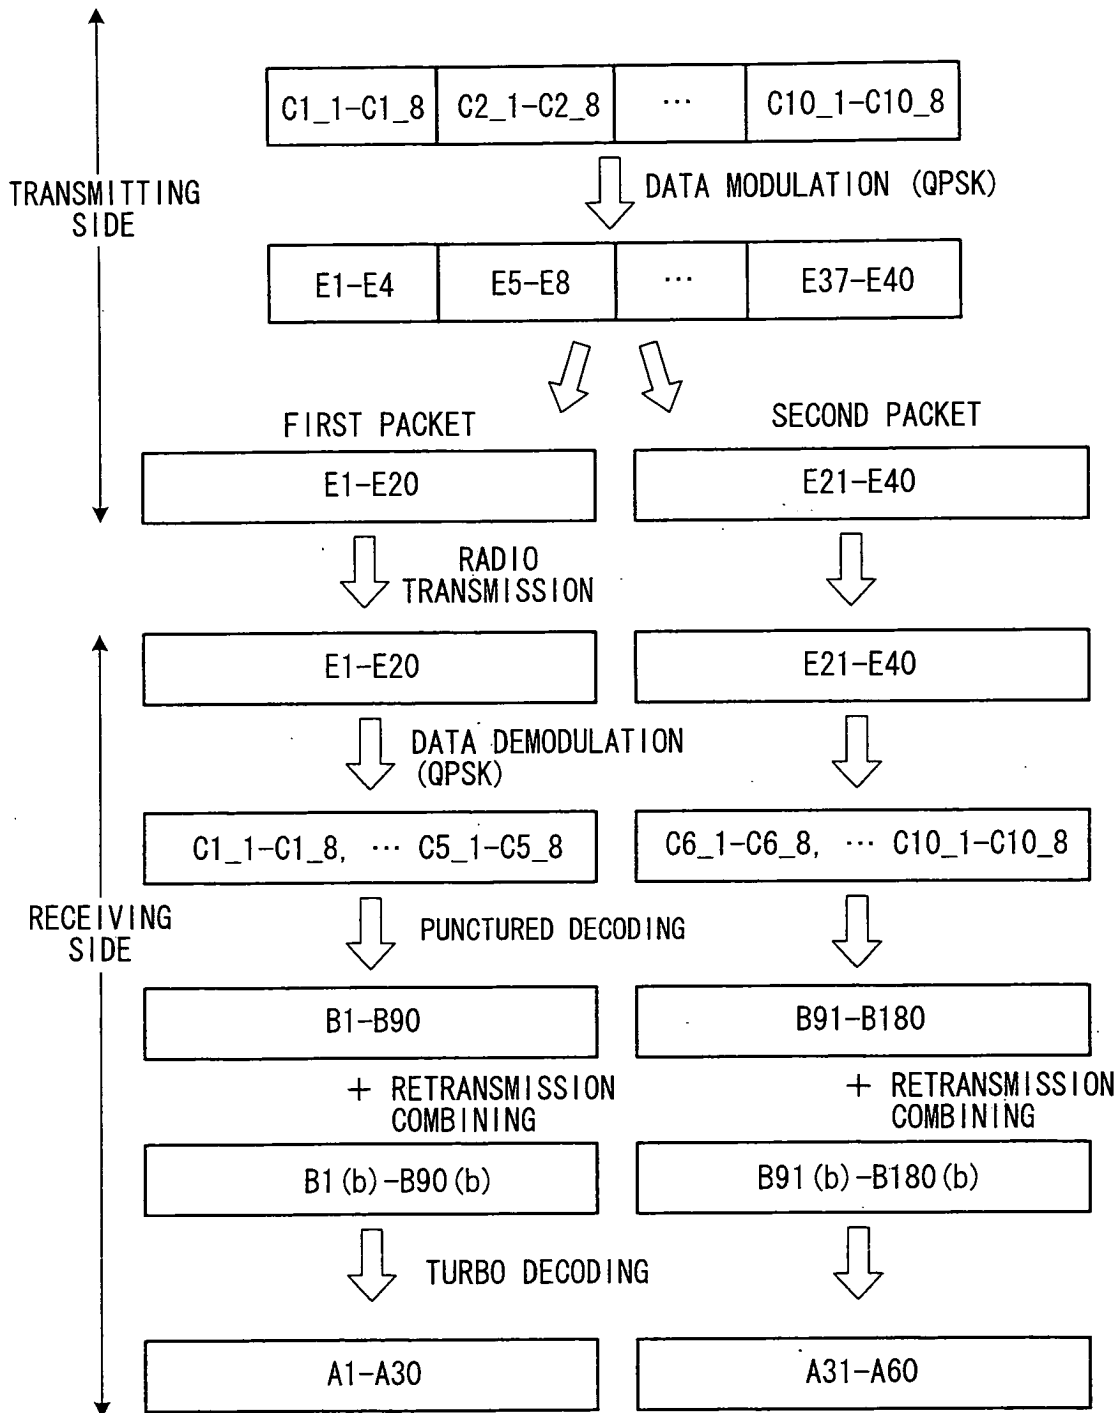 C1_1-C1_8 C2_1-C2_8 ... C10_1-C10_8
TRANSMITTING
SIDE
DATA MODULATION (QPSK)
E1-E4 E5-E8 ... E37-E40
FIRST PACKET SECOND PACKET
E1-E20 E21-E40
RADIO
TRANSMISSION
E1-E20 E21-E40
DATA DEMODULATION
(QPSK)
C1_1-C1_8, ... C5_1-C5_8 C6_1-C6_8, ... C10_1-C10_8
RECEIVING
SIDE
PUNCTURED DECODING
B1-B90 B91-B180
+ RETRANSMISSION
COMBINING
+ RETRANSMISSION
COMBINING
B1(b)-B90(b) B91(b)-B180(b)
TURBO DECODING
A1-A30 A31-A60